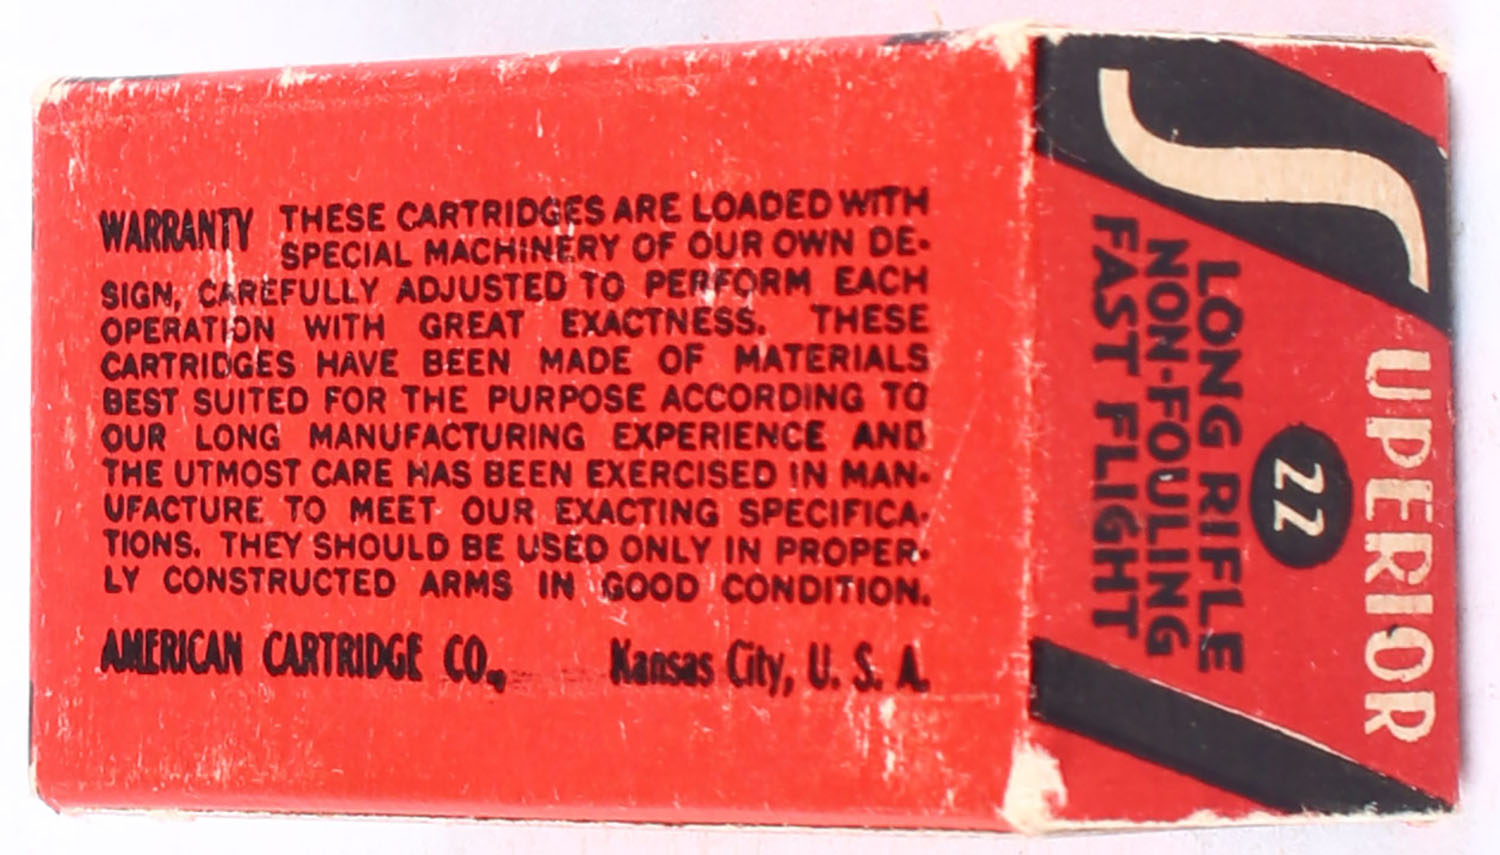 WARRANTY THESE CARTRIDGES ARE LOADED WITH
SPECIAL MACHINERY OF OUR OWN DE-
SIGN, CAREFULLY ADJUSTED TO PERFORM EACH
OPERATION WITH GREAT EXACTNESS. THESE
CARTRIDGES HAVE BEEN MADE OF MATERIALS
BEST SUITED FOR THE PURPOSE ACCORDING TO
OUR LONG MANUFACTURING EXPERIENCE AND
THE UTMOST CARE HAS BEEN EXERCISED IN MAN-
UFACTURE TO MEET OUR EXACTING SPECIFICA-
TIONS. THEY SHOULD BE USED ONLY IN PROPER-
LY CONSTRUCTED ARMS IN GOOD CONDITION.
AMERICAN CARTRIDGE CO., Kansas City, U. S. A.
SUPERIOR
22
LONG RIFLE
NON-FOULING
FAST FLIGHT